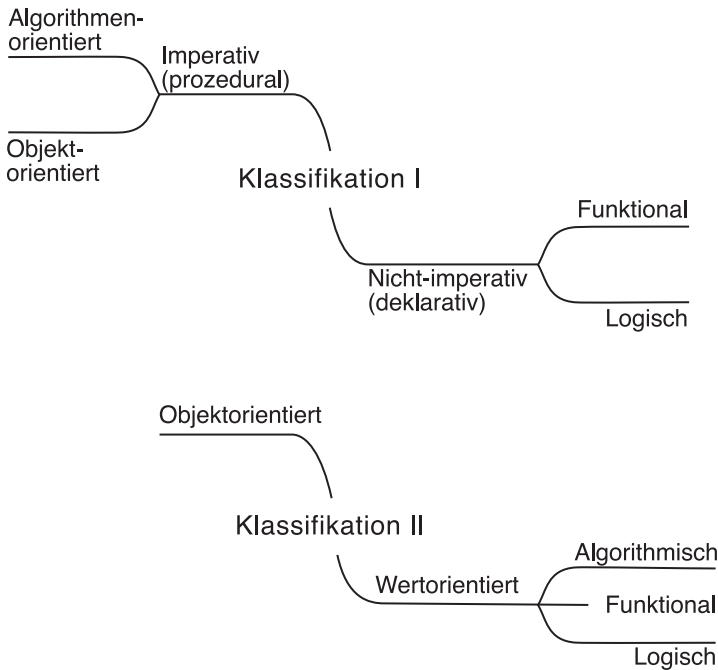 Algorithmen-
orientiert
Imperativ
(prozedural)
Objekt-
orientiert
Klassifikation I
Funktional
Nicht-imperativ
(deklarativ)
Logisch
Objektorientiert
Klassifikation II
Algorithmisch
Wertorientiert
Funktional
Logisch